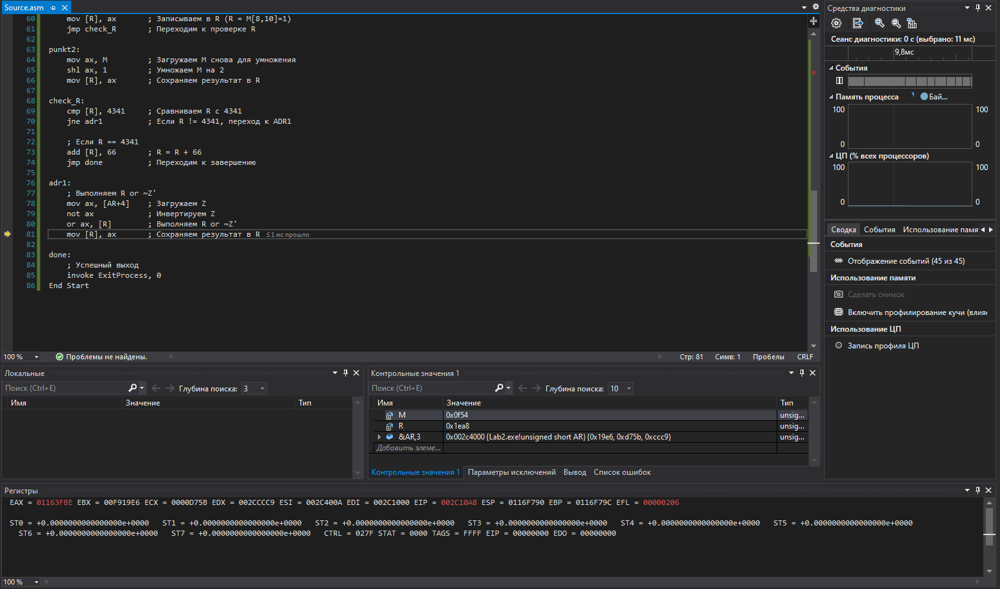 Source.asm
60 mov [R], ax ; Записываем в R (R = M[8,10]=1)
61 jmp check_R ; Переходим к проверке R
62
63 punkt2:
64 mov ax, M ; Загружаем M снова для умножения
65 shl ax, 1 ; Умножаем M на 2
66 mov [R], ax ; Сохраняем результат в R
67
68 check_R:
69 cmp [R], 4341 ; Сравниваем R с 4341
70 jne adr1 ; Если R != 4341, переход к ADR1
71
72 ; Если R == 4341
73 add [R], 66 ; R = R + 66
74 jmp done ; Переходим к завершению
75
76 adr1:
77 ; Выполняем R or ~Z'
78 mov ax, [AR+4] ; Загружаем Z
79 not ax ; Инвертируем Z
80 or ax, [R] ; Выполняем R or ~Z'
81 mov [R], ax ; Сохраняем результат в R ≤ 1 мс прошло
82
83 done:
84 ; Успешный выход
85 invoke ExitProcess, 0
86 End Start
100 % Проблемы не найдены. Стр: 81 Симв: 1 Пробелы CRLF
Средства диагностики
Сеанс диагностики: 0 с (выбрано: 11 мс)
9,8мс
События
Память процесса Бай...
100 100
0 0
ЦП (% всех процессоров)
100 100
0 0
Сводка События Использование памят
События
Отображение событий (45 из 45)
Использование памяти
Сделать снимок
Включить профилирование кучи (влияе
Использование ЦП
Запись профиля ЦП
Локальные
Поиск (Ctrl+E) Глубина поиска: 3
Имя Значение Тип
Контрольные значения 1
Поиск (Ctrl+E) Глубина поиска: 10
Имя Значение Тип
M 0x0f54 unsig...
R 0x1ea8 unsig...
&AR,3 0x002c4000 {Lab2.exe!unsigned short AR} {0x19e6, 0xd75b, 0xccc9} unsig...
Добавить элеме...
Контрольные значения 1 Параметры исключений Вывод Список ошибок
Регистры
EAX = 01163FBE EBX = 00F919E6 ECX = 0000D75B EDX = 002CCCC9 ESI = 002C400A EDI = 002C1000 EIP = 002C10A8 ESP = 0116F790 EBP = 0116F79C EFL = 00000206
ST0 = +0.0000000000000000e+0000 ST1 = +0.0000000000000000e+0000 ST2 = +0.0000000000000000e+0000 ST3 = +0.0000000000000000e+0000 ST4 = +0.0000000000000000e+0000 ST5 = +0.0000000000000000e+0000
ST6 = +0.0000000000000000e+0000 ST7 = +0.0000000000000000e+0000 CTRL = 027F STAT = 0000 TAGS = FFFF EIP = 00000000 EDO = 00000000
100 %